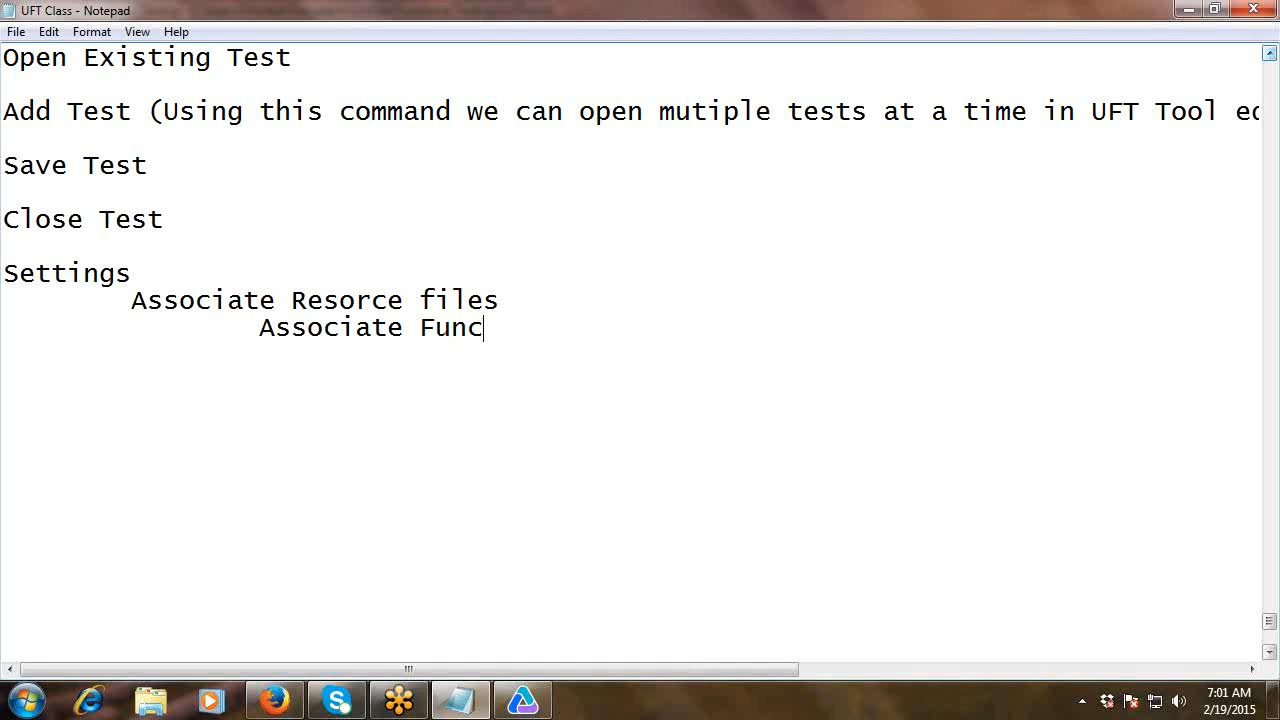 UFT Class - Notepad
File Edit Format View Help
Open Existing Test
Add Test (Using this command we can open mutiple tests at a time in UFT Tool
Save Test
Close Test
Settings
Associate Resorce files
Associate Func
7:01 AM
2/19/2015